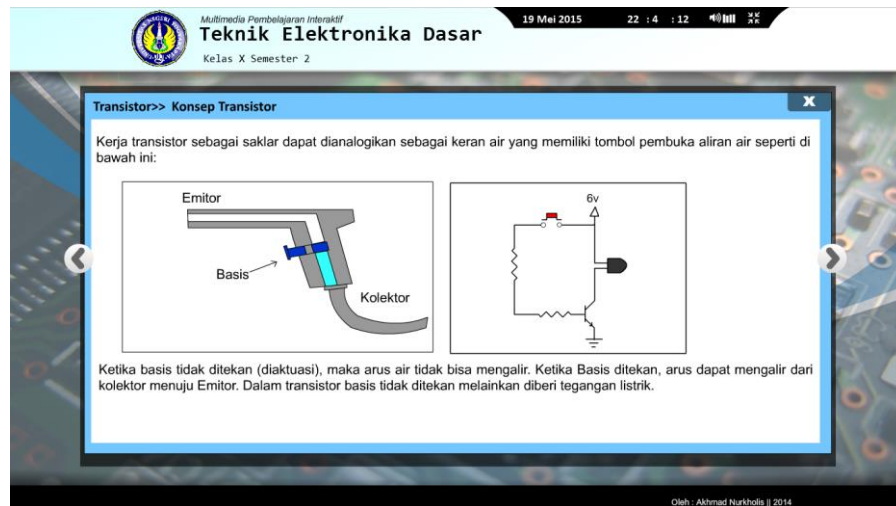 Multimedia Pembelajaran Interaktif
Teknik Elektronika Dasar
Kelas X Semester 2
19 Mei 2015
22 : 4 : 12
Transistor>> Konsep Transistor
X
Kerja transistor sebagai saklar dapat dianalogikan sebagai keran air yang memiliki tombol pembuka aliran air seperti di
bawah ini:
Emitor
Basis
Kolektor
6v
Ketika basis tidak ditekan (diaktuasi), maka arus air tidak bisa mengalir. Ketika Basis ditekan, arus dapat mengalir dari
kolektor menuju Emitor. Dalam transistor basis tidak ditekan melainkan diberi tegangan listrik.
Oleh : Akhmad Nurkholis || 2014